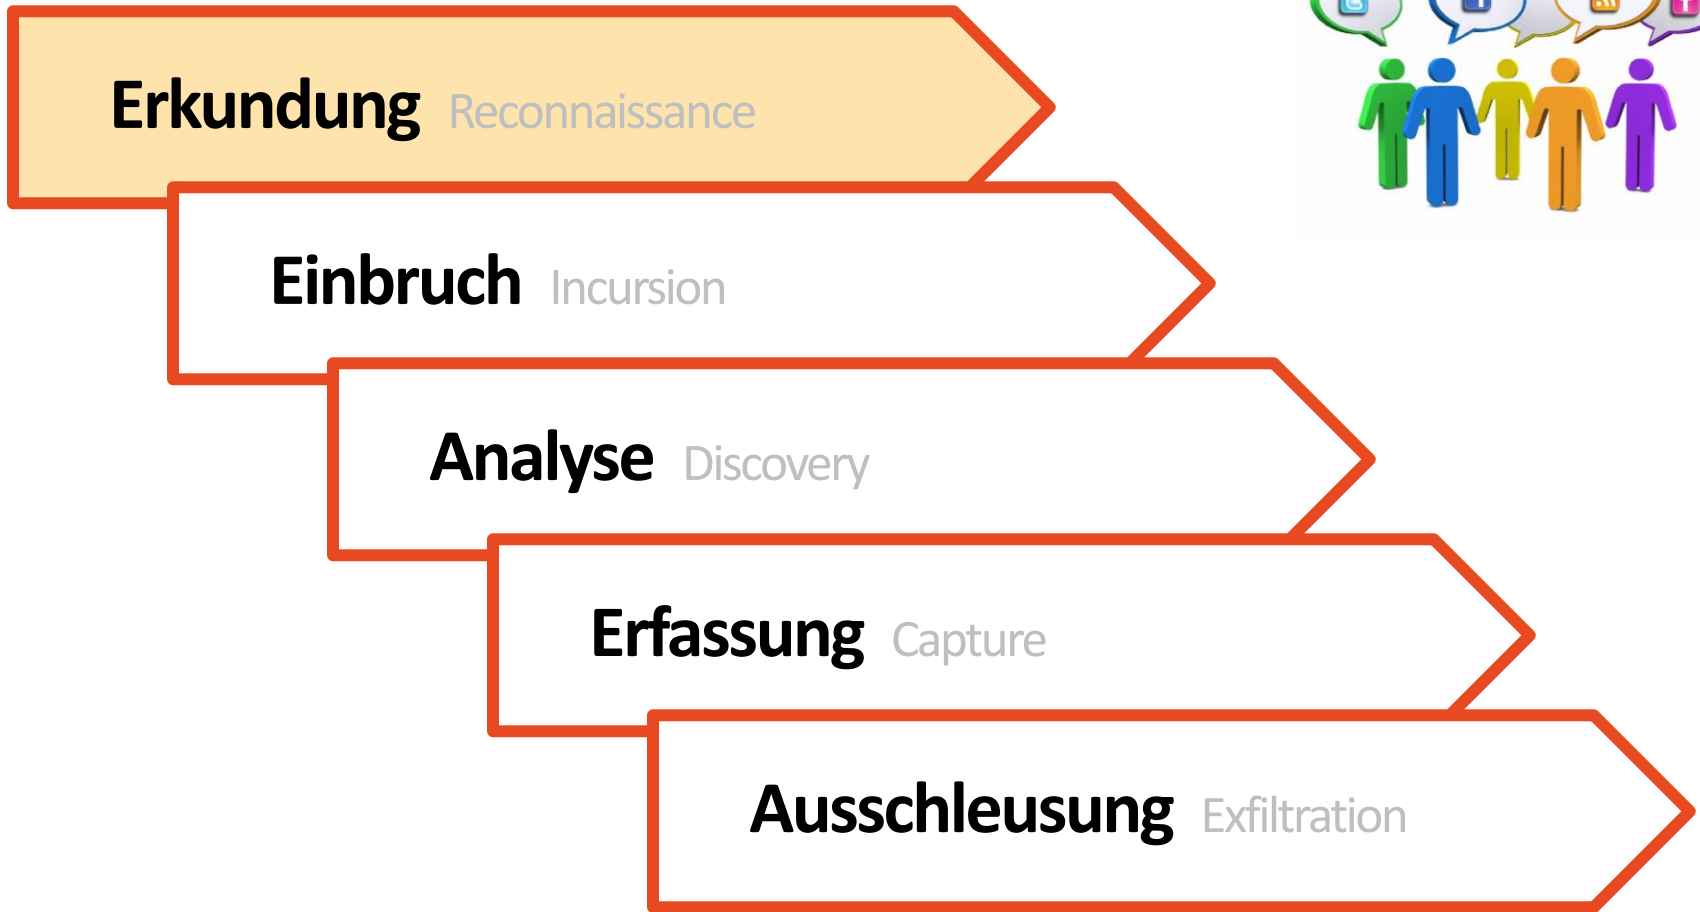 Erkundung Reconnaissance
Einbruch Incursion
Analyse Discovery
Erfassung Capture
Ausschleusung Exfiltration